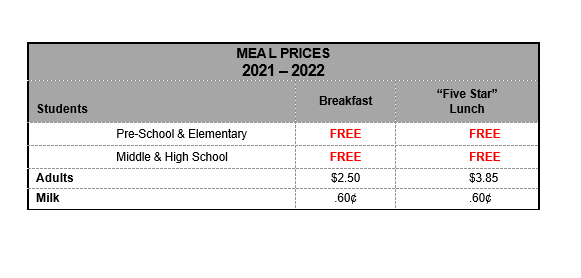 MEAL PRICES
2021 – 2022
Students Breakfast “Five Star” Lunch
Pre-School & Elementary FREE FREE
Middle & High School FREE FREE
Adults $2.50 $3.85
Milk .60¢ .60¢